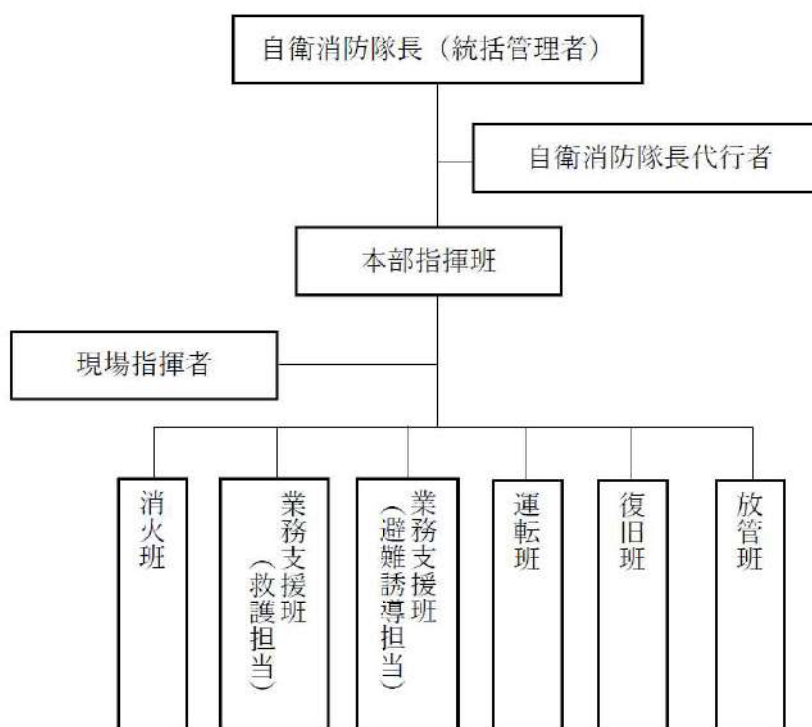 自衛消防隊長（統括管理者）
自衛消防隊長代行者
本部指揮班
現場指揮者
消火班
業務支援班
（救護担当）
業務支援班
（避難誘導担当）
運転班
復旧班
放管班